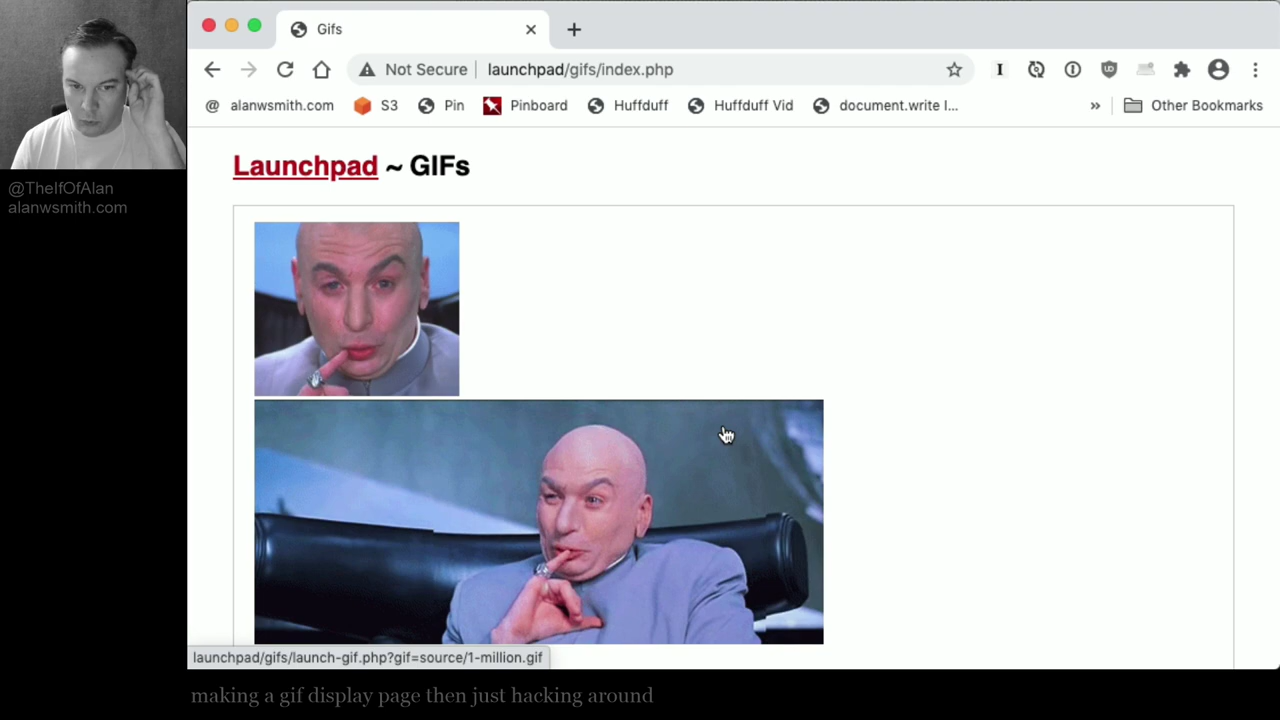 Gifs
Not Secure launchpad/gifs/index.php
@ alanwsmith.com S3 Pin Pinboard Huffduff Huffduff Vid document.write I... » Other Bookmarks
Launchpad ~ GIFs
@TheIfOfAlan
alanwsmith.com
launchpad/gifs/launch-gif.php?gif=source/1-million.gif
making a gif display page then just hacking around